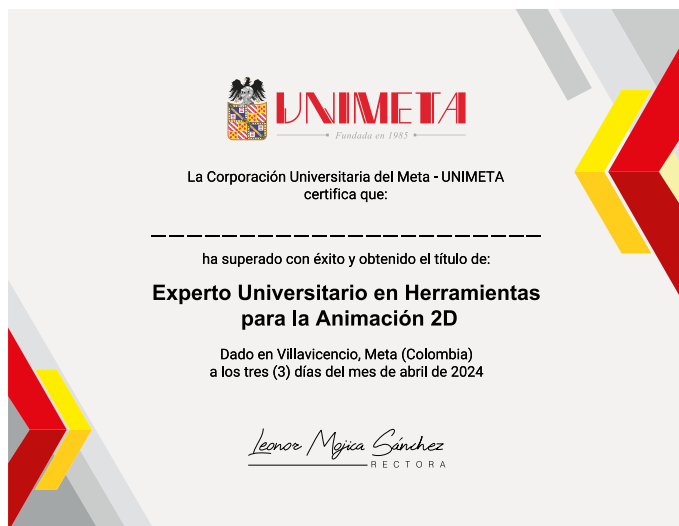 UNIMETA
Fundada en 1985
La Corporación Universitaria del Meta - UNIMETA
certifica que:
ha superado con éxito y obtenido el título de:
Experto Universitario en Herramientas
para la Animación 2D
Dado en Villavicencio, Meta (Colombia)
a los tres (3) días del mes de abril de 2024
Leonor Mojica Sánchez
RECTORA